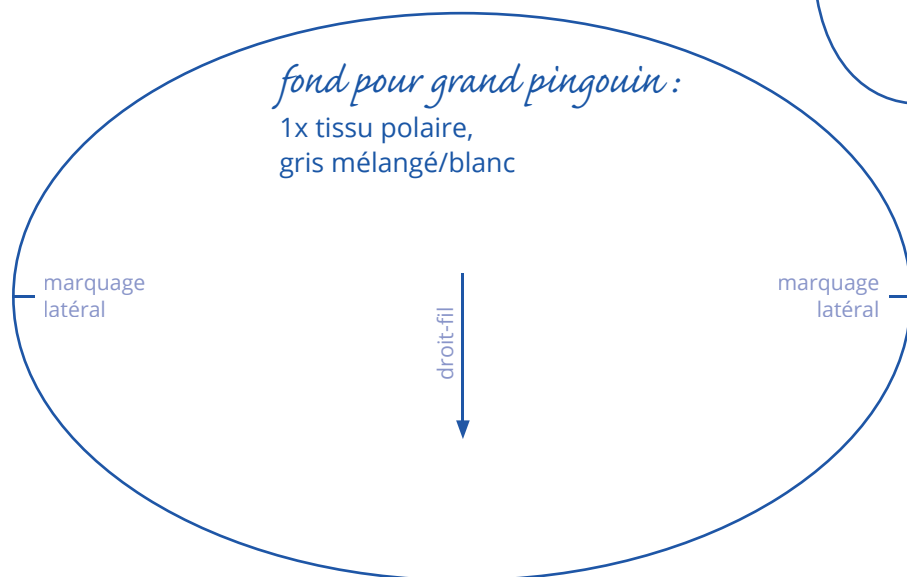 fond pour grand pingouin :
1x tissu polaire,
gris mélangé/blanc
marquage
latéral
marquage
latéral
droit-fil